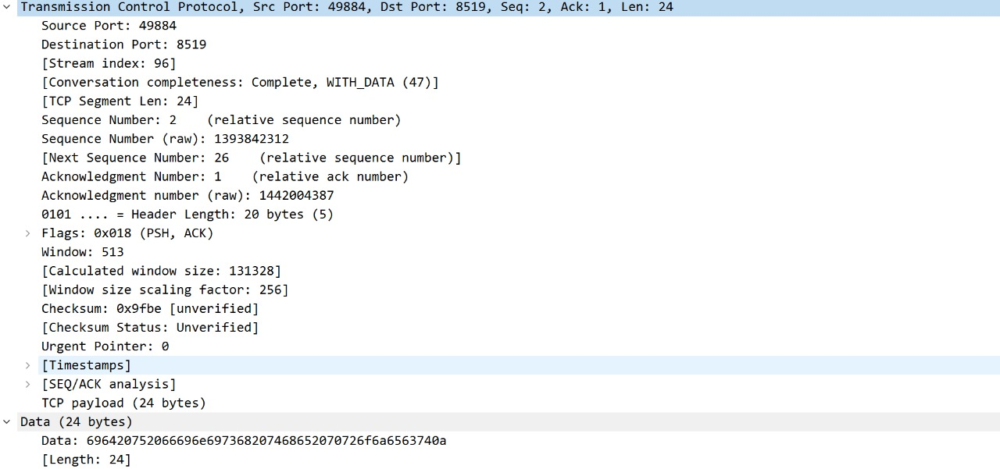 Transmission Control Protocol, Src Port: 49884, Dst Port: 8519, Seq: 2, Ack: 1, Len: 24
Source Port: 49884
Destination Port: 8519
[Stream index: 96]
[Conversation completeness: Complete, WITH_DATA (47)]
[TCP Segment Len: 24]
Sequence Number: 2    (relative sequence number)
Sequence Number (raw): 1393842312
[Next Sequence Number: 26    (relative sequence number)]
Acknowledgment Number: 1    (relative ack number)
Acknowledgment number (raw): 1442004387
0101 .... = Header Length: 20 bytes (5)
Flags: 0x018 (PSH, ACK)
Window: 513
[Calculated window size: 131328]
[Window size scaling factor: 256]
Checksum: 0x9fbe [unverified]
[Checksum Status: Unverified]
Urgent Pointer: 0
[Timestamps]
[SEQ/ACK analysis]
TCP payload (24 bytes)
Data (24 bytes)
Data: 696420752066696e697368207468652070726f6a6563740a
[Length: 24]